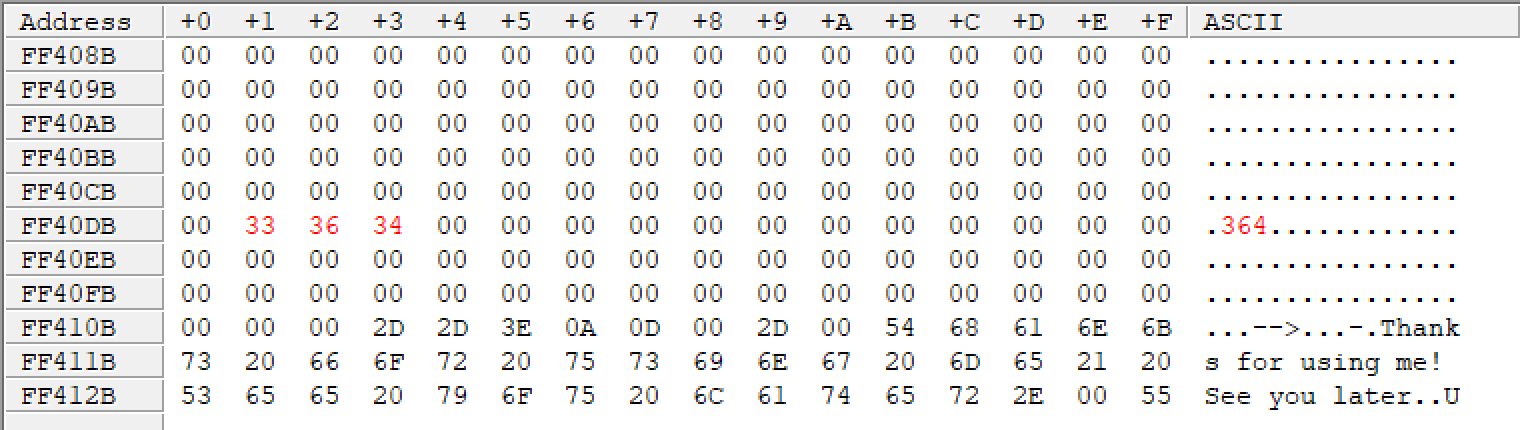 Address +0 +1 +2 +3 +4 +5 +6 +7 +8 +9 +A +B +C +D +E +F ASCII
FF408B 00 00 00 00 00 00 00 00 00 00 00 00 00 00 00 00 ................
FF409B 00 00 00 00 00 00 00 00 00 00 00 00 00 00 00 00 ................
FF40AB 00 00 00 00 00 00 00 00 00 00 00 00 00 00 00 00 ................
FF40BB 00 00 00 00 00 00 00 00 00 00 00 00 00 00 00 00 ................
FF40CB 00 00 00 00 00 00 00 00 00 00 00 00 00 00 00 00 ................
FF40DB 00 33 36 34 00 00 00 00 00 00 00 00 00 00 00 00 .364............
FF40EB 00 00 00 00 00 00 00 00 00 00 00 00 00 00 00 00 ................
FF40FB 00 00 00 00 00 00 00 00 00 00 00 00 00 00 00 00 ................
FF410B 00 00 00 2D 2D 3E 0A 0D 00 2D 00 54 68 61 6E 6B ...-->...-.Thank
FF411B 73 20 66 6F 72 20 75 73 69 6E 67 20 6D 65 21 20 s for using me!
FF412B 53 65 65 20 79 6F 75 20 6C 61 74 65 72 2E 00 55 See you later..U